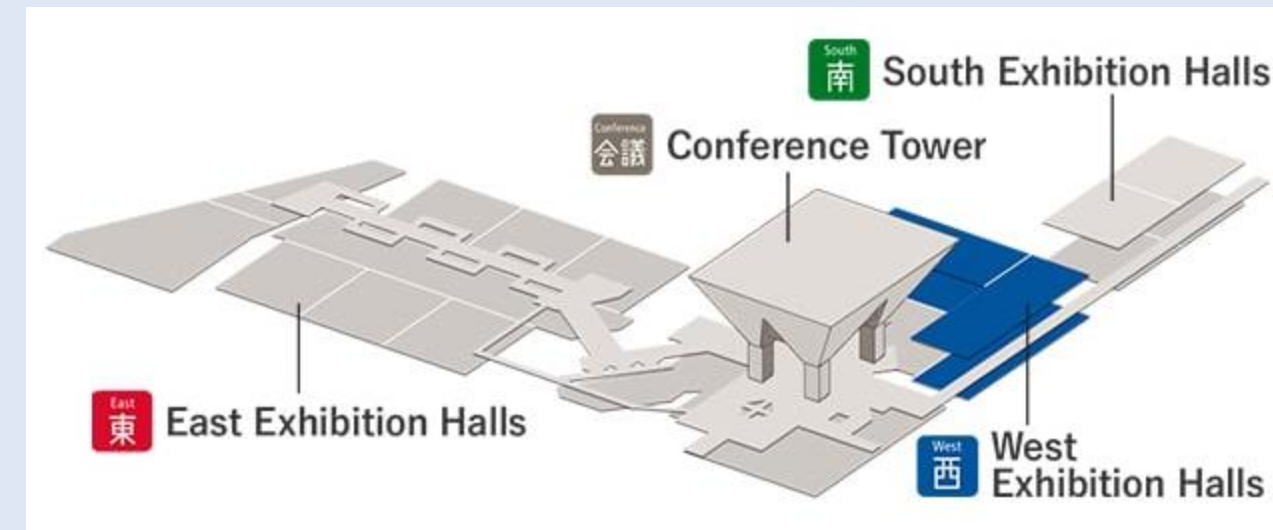 South
南
South Exhibition Halls
Conference
会議
Conference Tower
East
東
East Exhibition Halls
West
西
West
Exhibition Halls